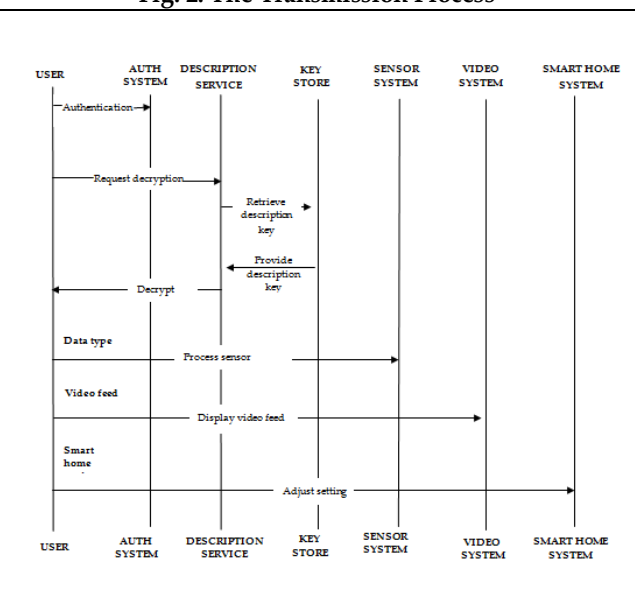 Fig. 2. The Transmission Process
USER
AUTH
SYSTEM
DESCRIPTION
SERVICE
KEY
STORE
SENSOR
SYSTEM
VIDEO
SYSTEM
SMART HOME
SYSTEM
Authentication
Request decryption
Retrieve
description
key
Provide
description
key
Decrypt
Data type
Process sensor
Video feed
Display video feed
Smart
home
Adjust setting
USER
AUTH
SYSTEM
DESCRIPTION
SERVICE
KEY
STORE
SENSOR
SYSTEM
VIDEO
SYSTEM
SMART HOME
SYSTEM